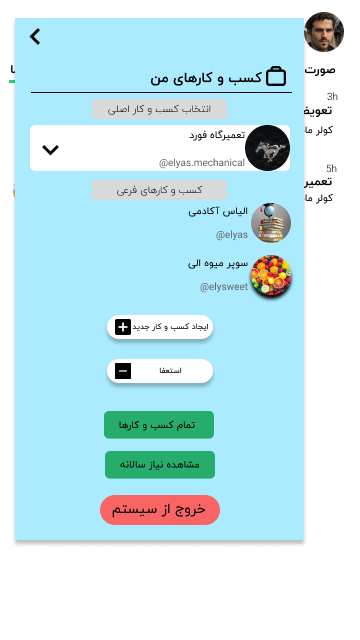 کسب و کارهای من
انتخاب کسب و کار اصلی
تعمیرگاه فورد
@elyas.mechanical
کسب و کارهای فرعی
الیاس آکادمی
@elyas
سوپر میوه الی
@elysweet
ایجاد کسب و کار جدید
استعفا
تمام کسب و کارها
مشاهده نیاز سالانه
خروج از سیستم
صورت
3h
تعویض
کولر ما
5h
تعمیر
کولر ما